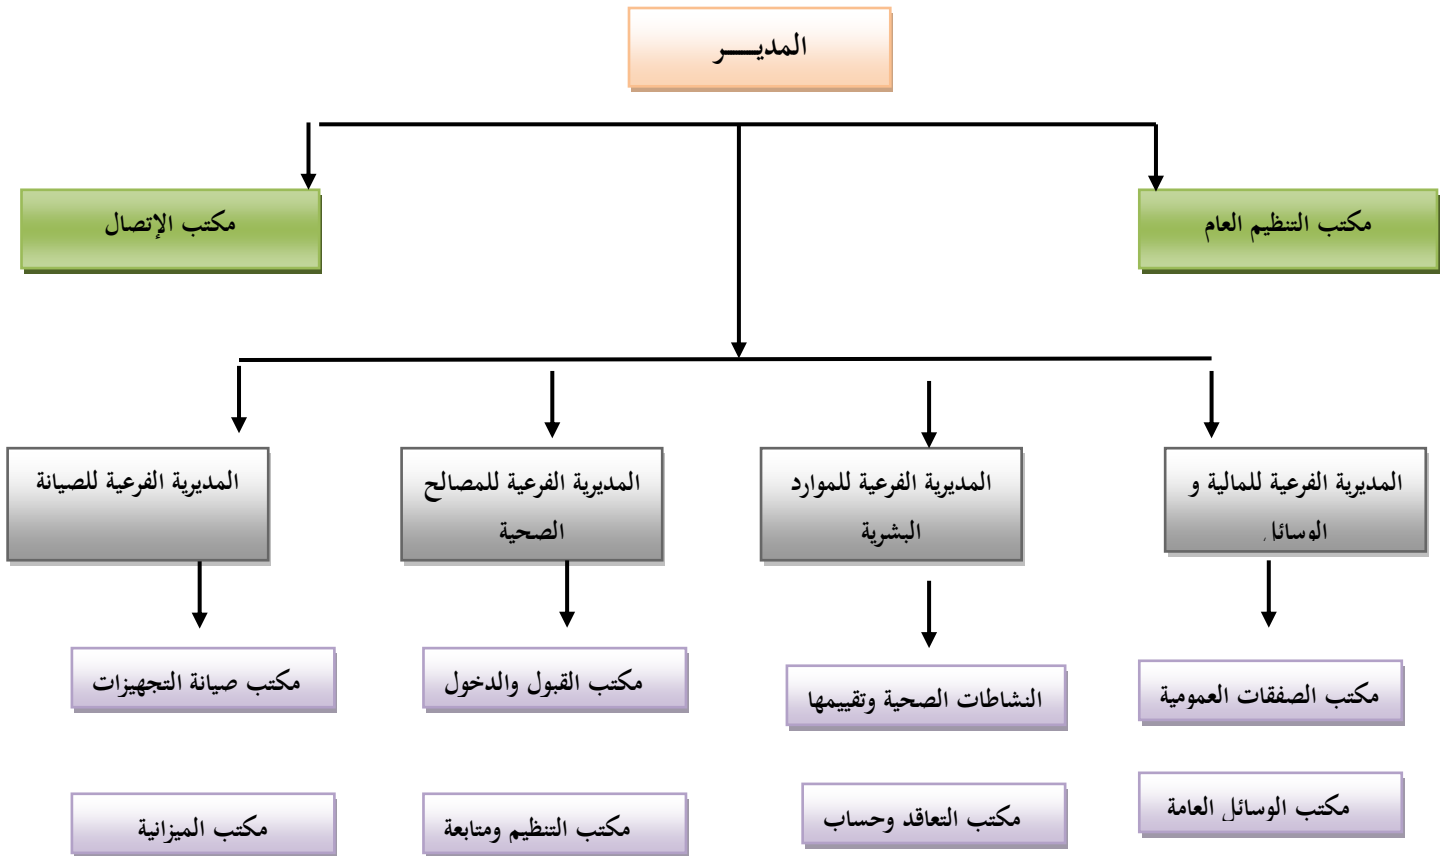 المديـــــر
مكتب التنظيم العام
مكتب الإتصال
المديرية الفرعية للمالية و
الوسائل
المديرية الفرعية للموارد
البشرية
المديرية الفرعية للمصالح
الصحية
المديرية الفرعية للصيانة
مكتب الصفقات العمومية
النشاطات الصحية وتقييمها
مكتب القبول والدخول
مكتب صيانة التجهيزات
مكتب الوسائل العامة
مكتب التعاقد وحساب
مكتب التنظيم ومتابعة
مكتب الميزانية